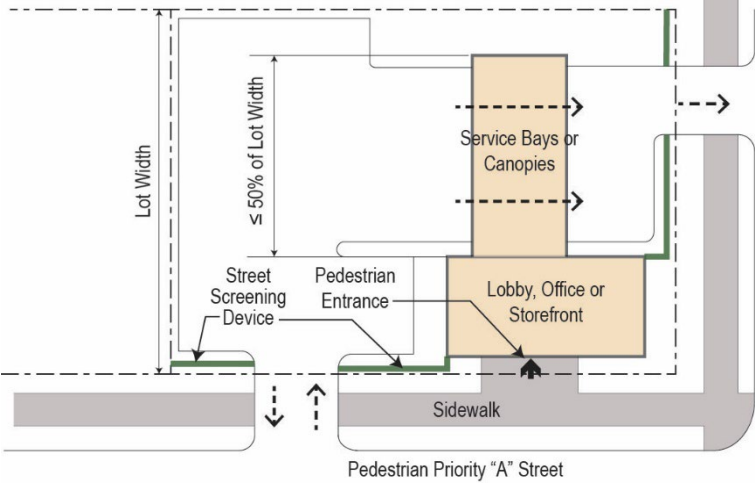 Lot Width
≤ 50% of Lot Width
Service Bays or
Canopies
Street
Screening
Device
Pedestrian
Entrance
Lobby, Office or
Storefront
Sidewalk
Pedestrian Priority “A” Street